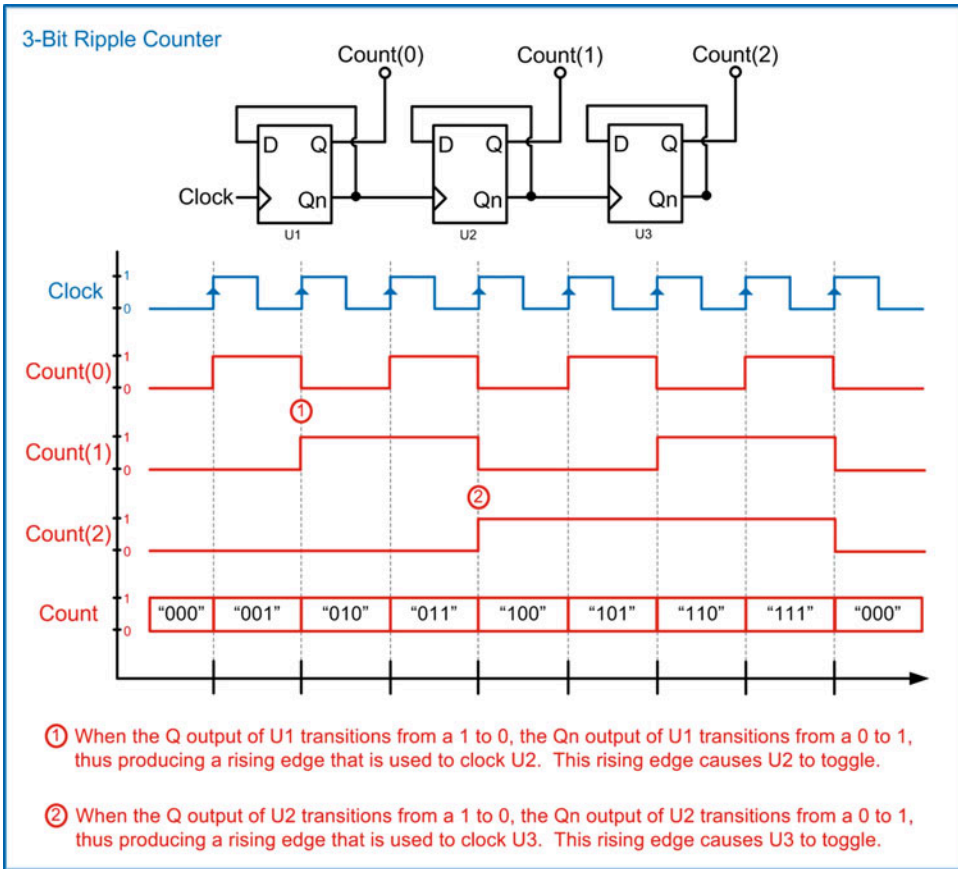 3-Bit Ripple Counter
Count(0) Count(1) Count(2)
D Q D Q D Q
Clock Qn Qn Qn
U1 U2 U3
1
Clock
0
1
Count(0)
0
1
1
Count(1)
0
2
1
Count(2)
0
1
Count “000” “001” “010” “011” “100” “101” “110” “111” “000”
0
1 When the Q output of U1 transitions from a 1 to 0, the Qn output of U1 transitions from a 0 to 1,
thus producing a rising edge that is used to clock U2. This rising edge causes U2 to toggle.
2 When the Q output of U2 transitions from a 1 to 0, the Qn output of U2 transitions from a 0 to 1,
thus producing a rising edge that is used to clock U3. This rising edge causes U3 to toggle.